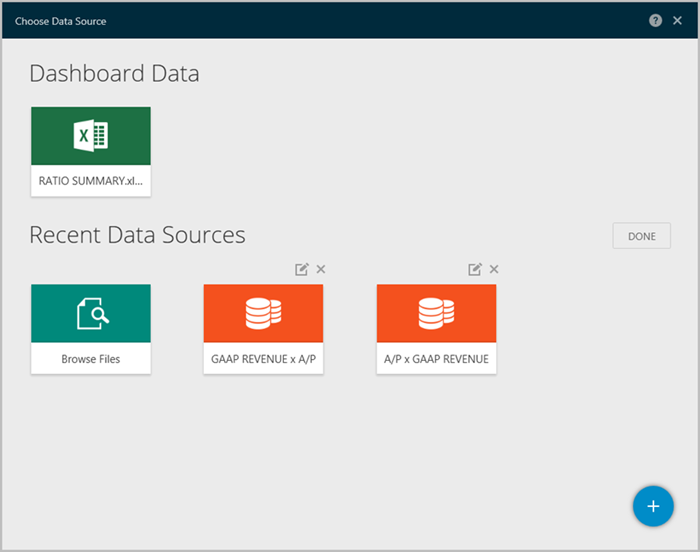 Choose Data Source
Dashboard Data
RATIO SUMMARY.xl...
Recent Data Sources
DONE
Browse Files
GAAP REVENUE x A/P
A/P x GAAP REVENUE